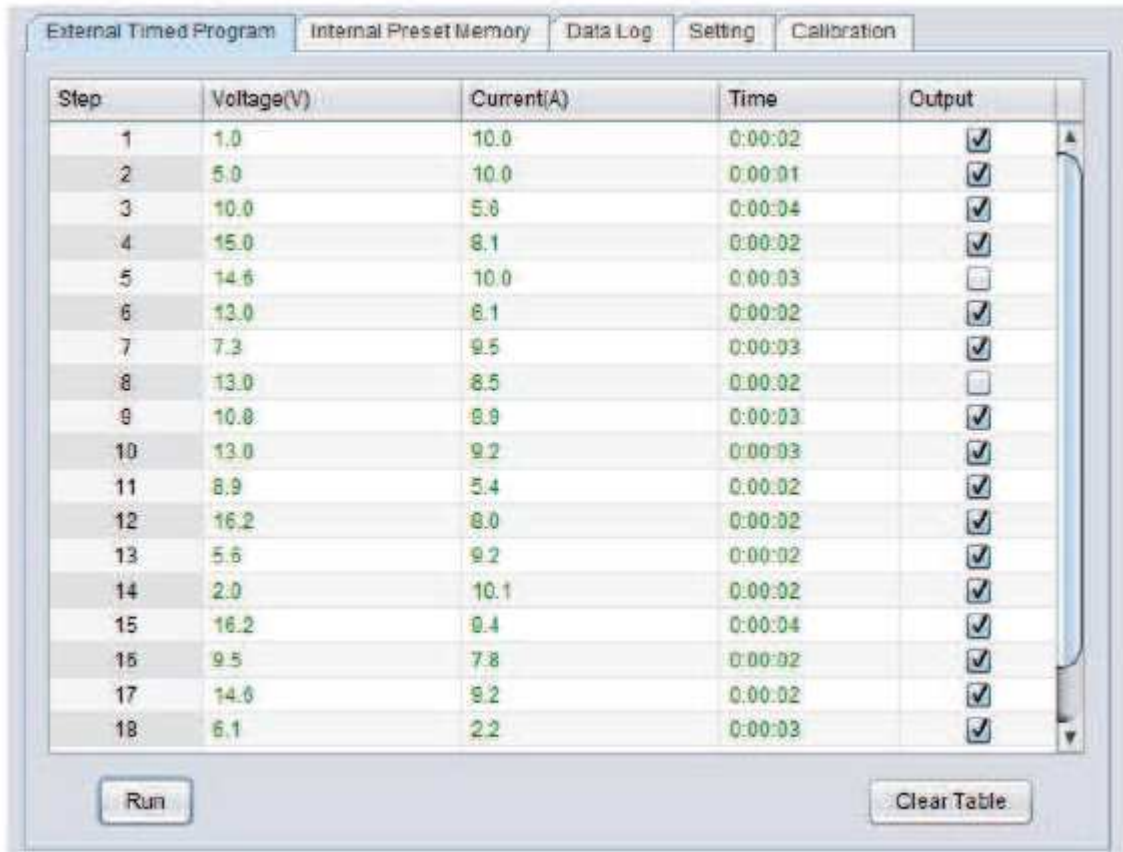 External Timed Program Internal Preset Memory Data Log Setting Calibration
Step Voltage(V) Current(A) Time Output
1 1.0 10.0 0:00:02
2 5.0 10.0 0:00:01
3 10.0 5.6 0:00:04
4 15.0 8.1 0:00:02
5 14.6 10.0 0:00:03
6 13.0 6.1 0:00:02
7 7.3 9.5 0:00:03
8 13.0 8.5 0:00:02
9 10.8 0:00:03
10 13.0 9.2 0:00:03
11 8.9 5.4 0:00:02
12 16.2 8.0 0:00:02
13 5.6 9.2 0:00:02
14 2.0 10.1 0:00:02
15 16.2 0:00:04
16 9.5 7.8 0:00:02
17 14.6 9.2 0:00:02
18 6.1 2.2 0:00:03
Run Clear Table